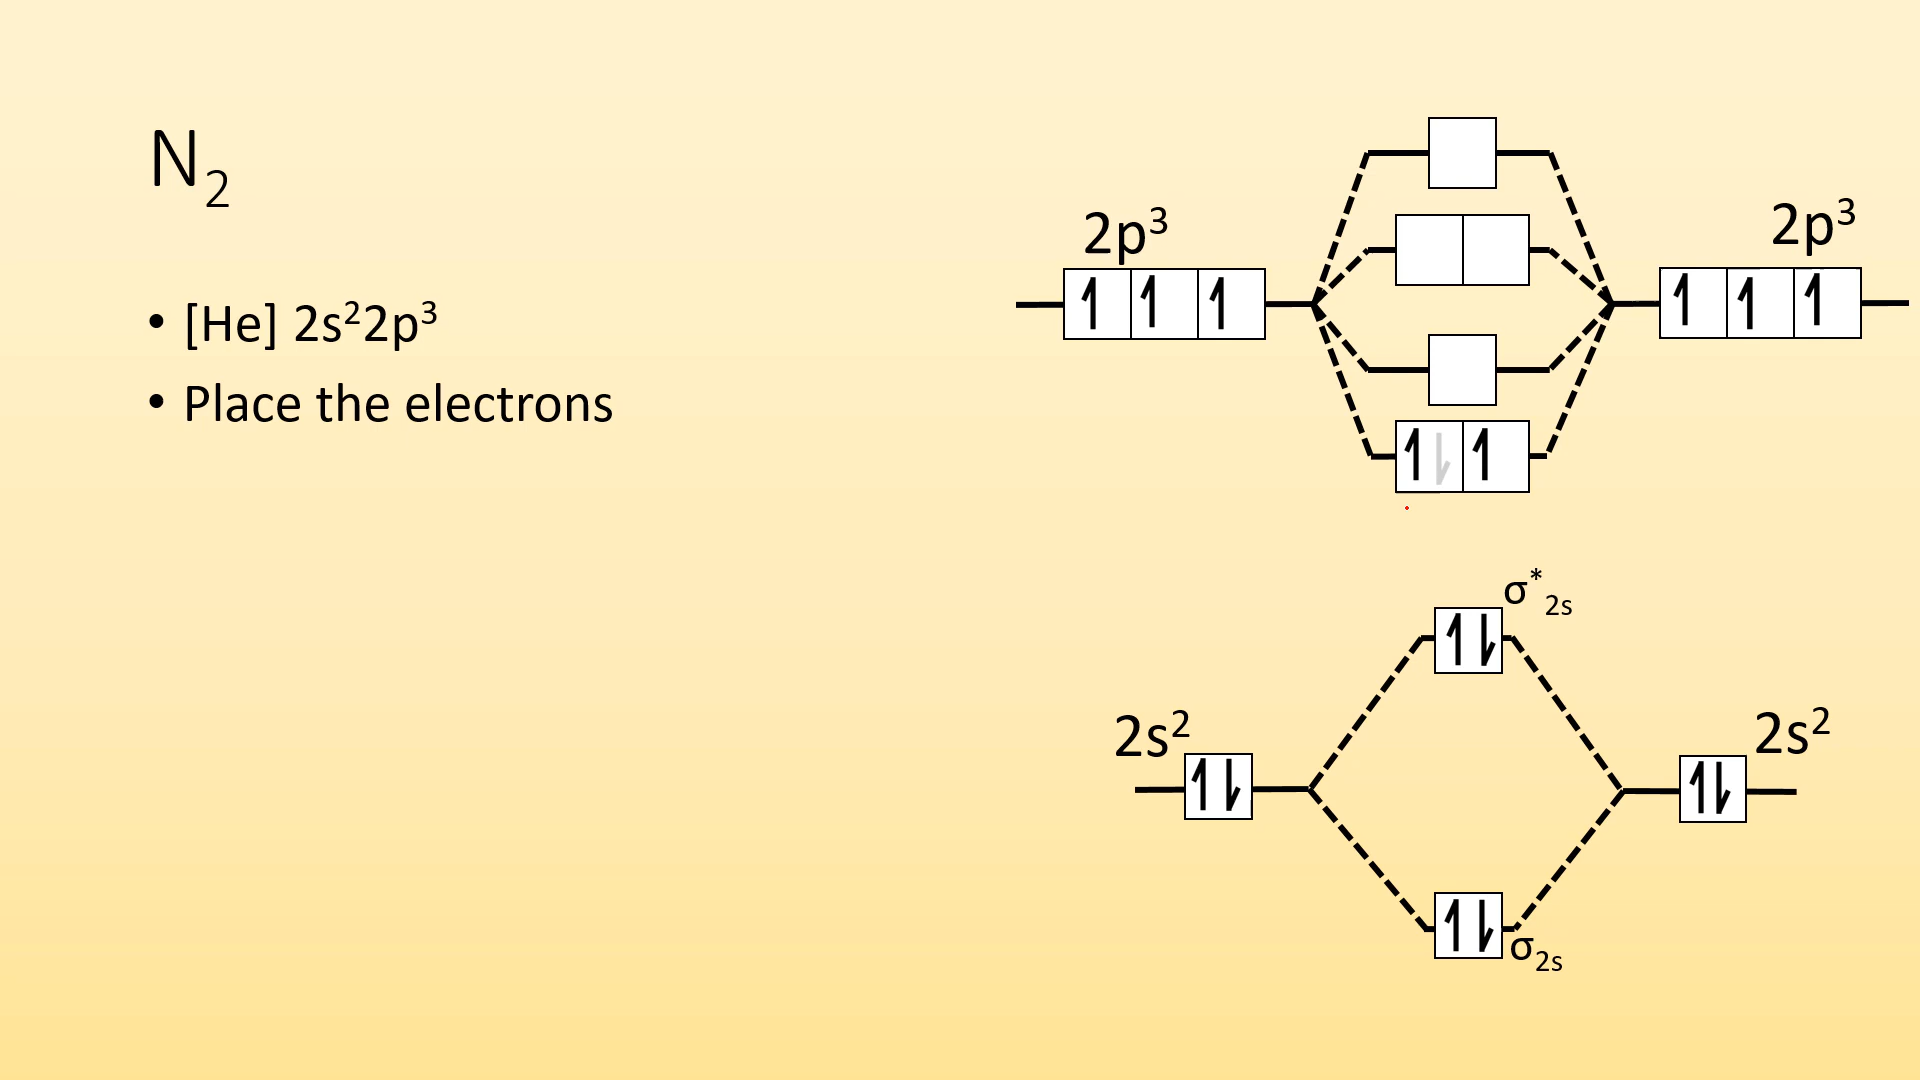 N₂
• [He] 2s²2p³
• Place the electrons
2p³
2p³
σ*₂ₛ
2s²
2s²
σ₂ₛ